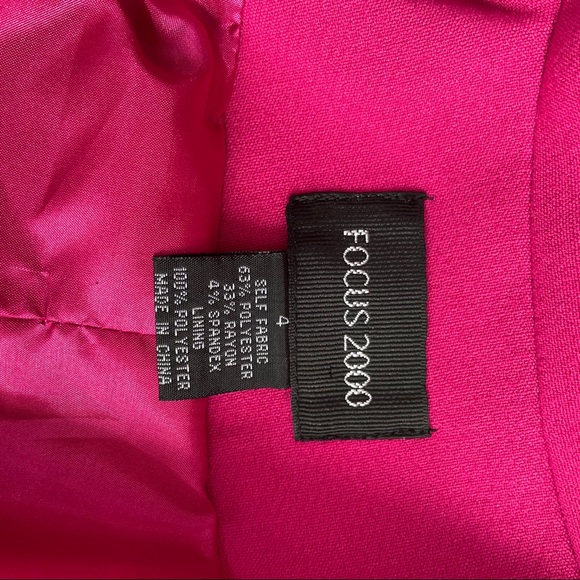 FOCUS 2000
4
SELF FABRIC
63% POLYESTER
33% RAYON
4% SPANDEX
LINING
100% POLYESTER
MADE IN CHINA